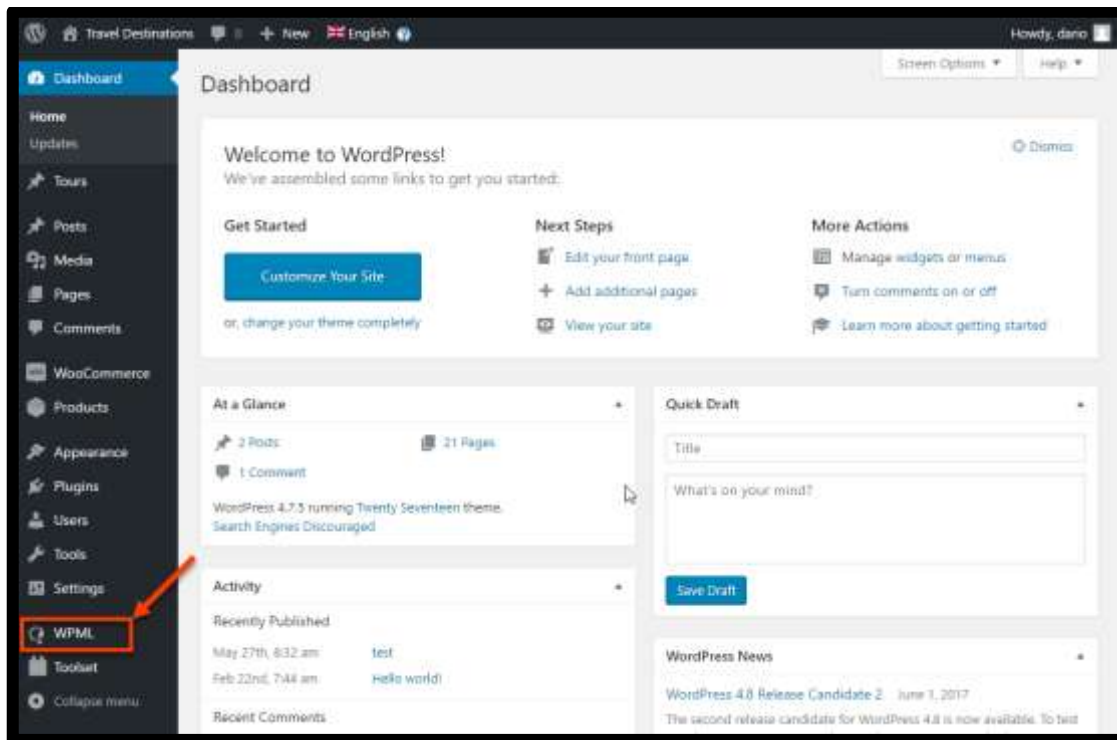 Travel Destinations + New English Howdy, dario
Screen Options Help
Dashboard
Home
Updates
Tours
Posts
Media
Pages
Comments
WooCommerce
Products
Appearance
Plugins
Users
Tools
Settings
WPML
Toolset
Collapse menu
Dashboard
Welcome to WordPress!
Dismiss
We've assembled some links to get you started:
Get Started
Customize Your Site
or, change your theme completely
Next Steps
Edit your front page
Add additional pages
View your site
More Actions
Manage widgets or menus
Turn comments on or off
Learn more about getting started
At a Glance
2 Posts 21 Pages
1 Comment
WordPress 4.7.5 running Twenty Seventeen theme.
Search Engines Discouraged
Activity
Recently Published
May 27th, 6:32 am test
Feb 22nd, 7:44 am Hello world!
Recent Comments
Quick Draft
Title
What's on your mind?
Save Draft
WordPress News
WordPress 4.8 Release Candidate 2 June 1, 2017
The second release candidate for WordPress 4.8 is now available. To test